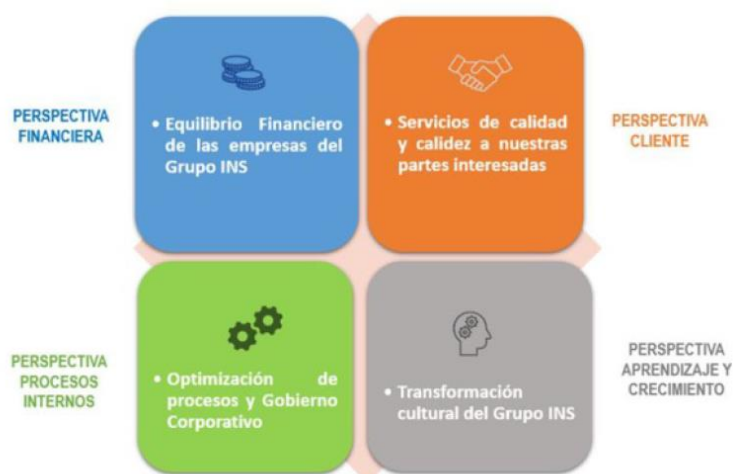 PERSPECTIVA
FINANCIERA
• Equilibrio Financiero
de las empresas del
Grupo INS
• Servicios de calidad
y calidez a nuestras
partes interesadas
PERSPECTIVA
CLIENTE
PERSPECTIVA
PROCESOS
INTERNOS
• Optimización de
procesos y Gobierno
Corporativo
• Transformación
cultural del Grupo INS
PERSPECTIVA
APRENDIZAJE Y
CRECIMIENTO